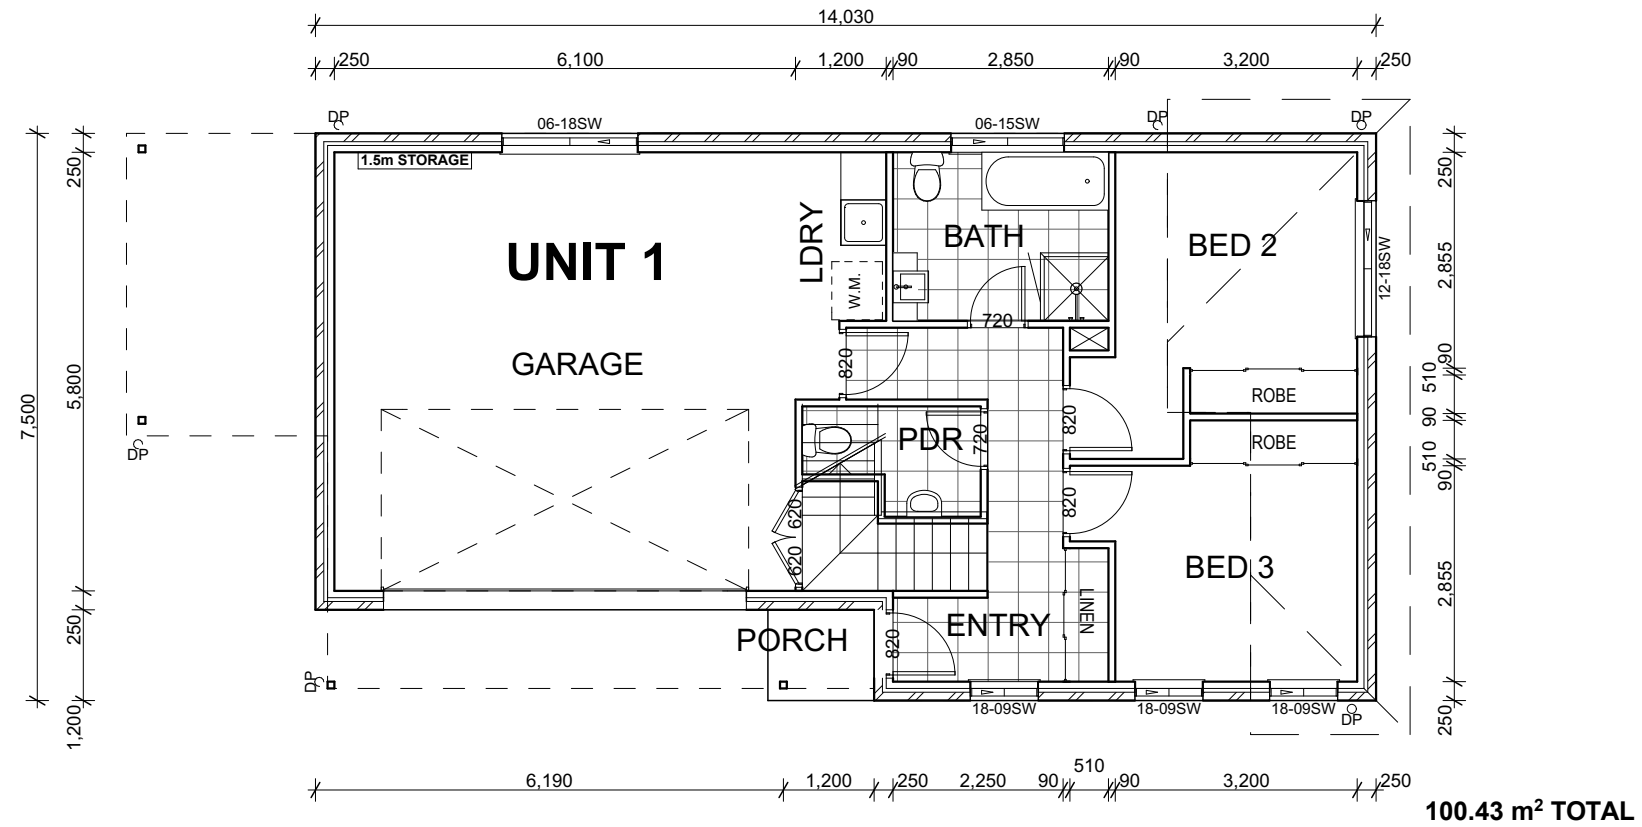 14,030
250 6,100 1,200 90 2,850 90 3,200 250
DP DP DP
06-18SW 06-15SW
1.5m STORAGE
250
5,800
250
1,200
7,500
UNIT 1
LDRY
W.M.
BATH
BED 2
12-18SW
250
2,855
90
510
90
510
90
2,855
250
720
GARAGE
820
ROBE
PDR
720
820
ROBE
DP
620
620
820
BED 3
LINEN
ENTRY
PORCH
820
DP
18-09SW 18-09SW 18-09SW
DP
6,190 1,200 250 2,250 90 510 90 3,200 250
100.43 m² TOTAL